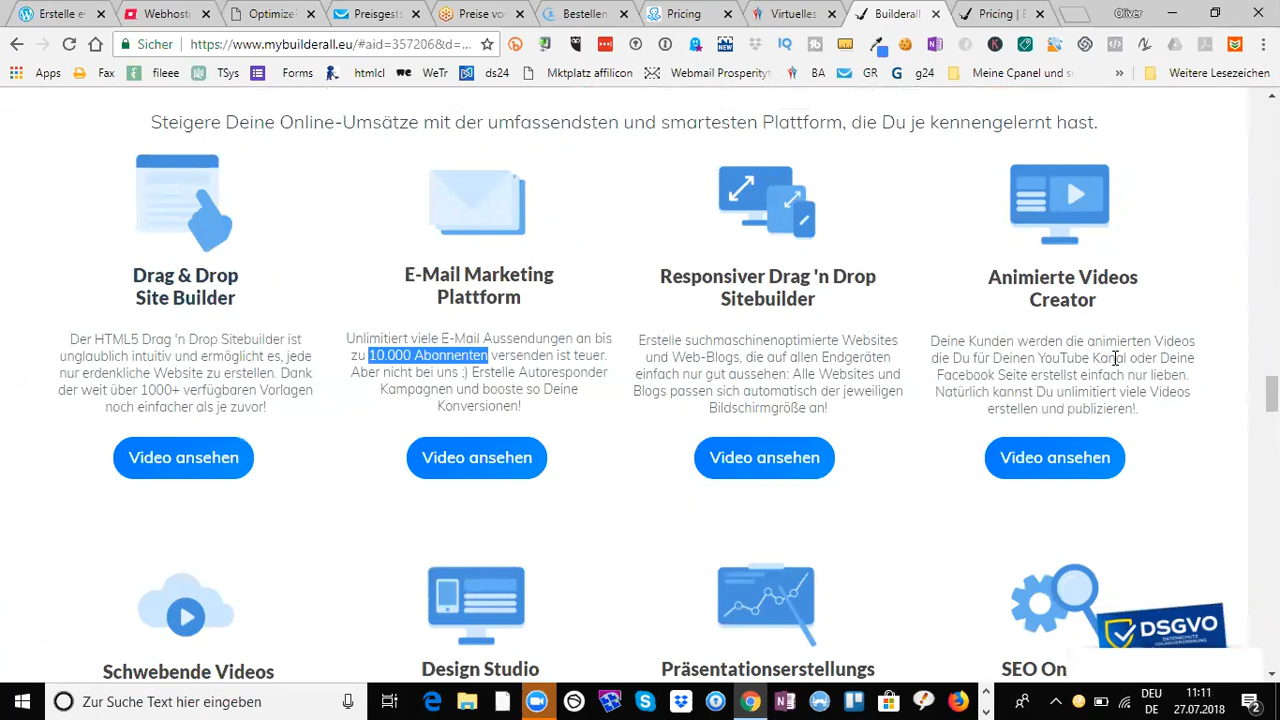 Erstelle ei
Webhosti
Optimize
Preisgest
Preise vo
Bestellen
Pricing
Virtuelles
Builderall
Pricing | E
Oliver
Sicher
https://www.mybuilderall.eu/#aid=357206&d=...
Apps
Fax
fileee
TSys
Forms
htmlcl
WeTr
ds24
Mktplatz affilicon
Webmail Prosperity
BA
GR
g24
Meine Cpanel und s
»
Weitere Lesezeichen
Steigere Deine Online-Umsätze mit der umfassendsten und smartesten Plattform, die Du je kennengelernt hast.
Drag & Drop
Site Builder
Der HTML5 Drag 'n Drop Sitebuilder ist
unglaublich intuitiv und ermöglicht es, jede
nur erdenkliche Website zu erstellen. Dank
der weit über 1000+ verfügbaren Vorlagen
noch einfacher als je zuvor!
Video ansehen
E-Mail Marketing
Plattform
Unlimitiert viele E-Mail Aussendungen an bis
zu 10.000 Abonnenten versenden ist teuer.
Aber nicht bei uns ;) Erstelle Autoresponder
Kampagnen und booste so Deine
Konversionen!
Video ansehen
Responsiver Drag 'n Drop
Sitebuilder
Erstelle suchmaschinenoptimierte Websites
und Web-Blogs, die auf allen Endgeräten
einfach nur gut aussehen: Alle Websites und
Blogs passen sich automatisch der jeweiligen
Bildschirmgröße an!
Video ansehen
Animierte Videos
Creator
Deine Kunden werden die animierten Videos
die Du für Deinen YouTube Kanal oder Deine
Facebook Seite erstellst einfach nur lieben.
Natürlich kannst Du unlimitiert viele Videos
erstellen und publizieren!.
Video ansehen
Schwebende Videos
Design Studio
Präsentationserstellungs
SEO On
DSGVO
Zur Suche Text hier eingeben
DEU
DE
11:11
27.07.2018
2